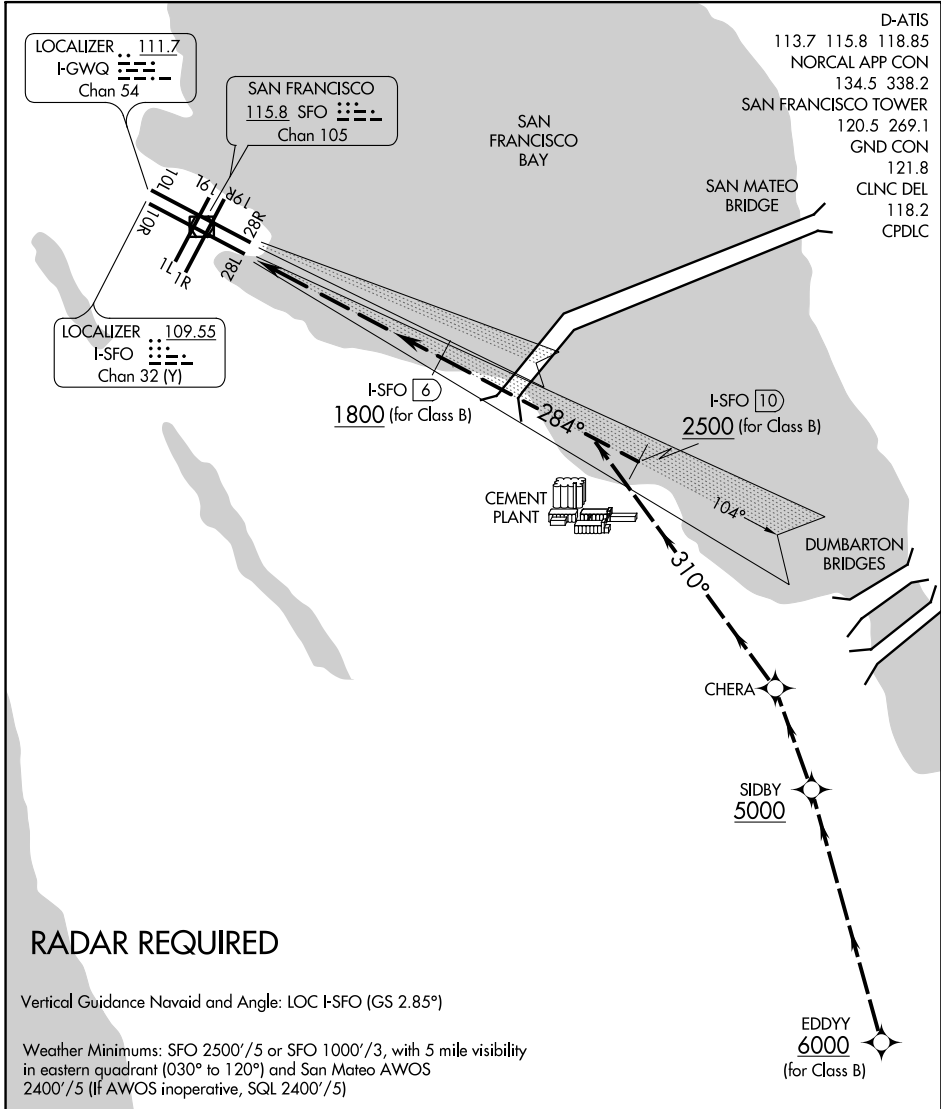 D-ATIS
113.7 115.8 118.85
NORCAL APP CON
134.5 338.2
SAN FRANCISCO TOWER
120.5 269.1
GND CON
121.8
CLNC DEL
118.2
CPDLC
LOCALIZER 111.7
I-GWQ
Chan 54
SAN FRANCISCO
115.8 SFO
Chan 105
SAN
FRANCISCO
BAY
SAN MATEO
BRIDGE
10L
19L
19R
10R
28R
28L
1L
1R
LOCALIZER 109.55
I-SFO
Chan 32 (Y)
I-SFO 6
1800 (for Class B)
284°
I-SFO 10
2500 (for Class B)
CEMENT
PLANT
104°
310°
DUMBARTON
BRIDGES
CHERA
SIDBY
5000
RADAR REQUIRED
Vertical Guidance Navaid and Angle: LOC I-SFO (GS 2.85°)
Weather Minimums: SFO 2500'/5 or SFO 1000'/3, with 5 mile visibility
in eastern quadrant (030° to 120°) and San Mateo AWOS
2400'/5 (If AWOS inoperative, SQL 2400'/5)
EDDYY
6000
(for Class B)